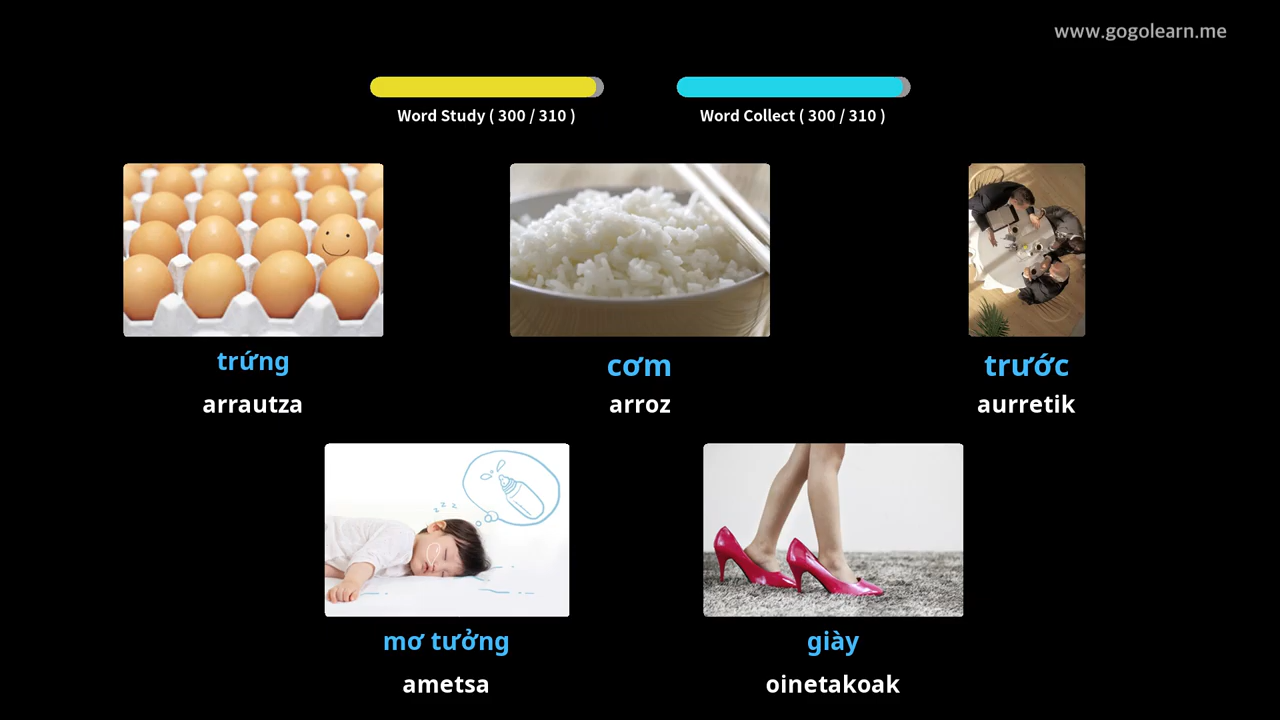 www.gogolearn.me
Word Study ( 300 / 310 )
Word Collect ( 300 / 310 )
trứng
cơm
trước
arrautza
arroz
aurretik
z z z
mơ tưởng
giày
ametsa
oinetakoak